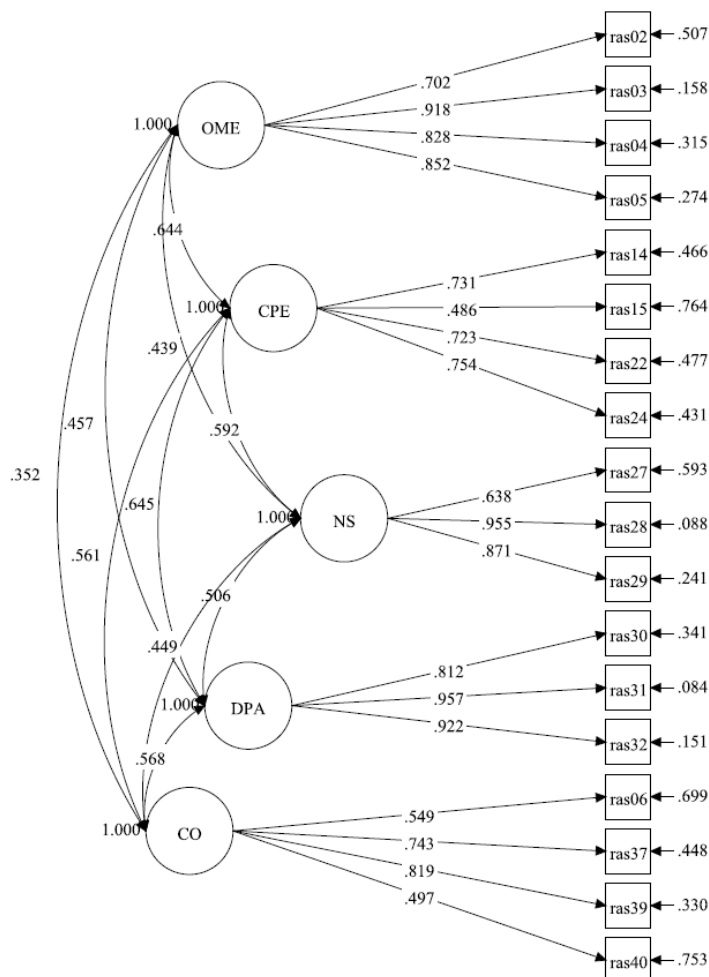 ras02 .507
.702
ras03 .158
.918
1.000 OME
.828
ras04 .315
.852
ras05 .274
.644
ras14 .466
.731
1.000 CPE
.486
ras15 .764
.723
ras22 .477
.439
.754
ras24 .431
.457
.592
.352
ras27 .593
.638
.645
1.000 NS
.955
ras28 .088
.871
.561
ras29 .241
.506
ras30 .341
.449
.812
1.000 DPA
.957
ras31 .084
.922
ras32 .151
.568
ras06 .699
.549
1.000 CO
.743
ras37 .448
.819
ras39 .330
.497
ras40 .753